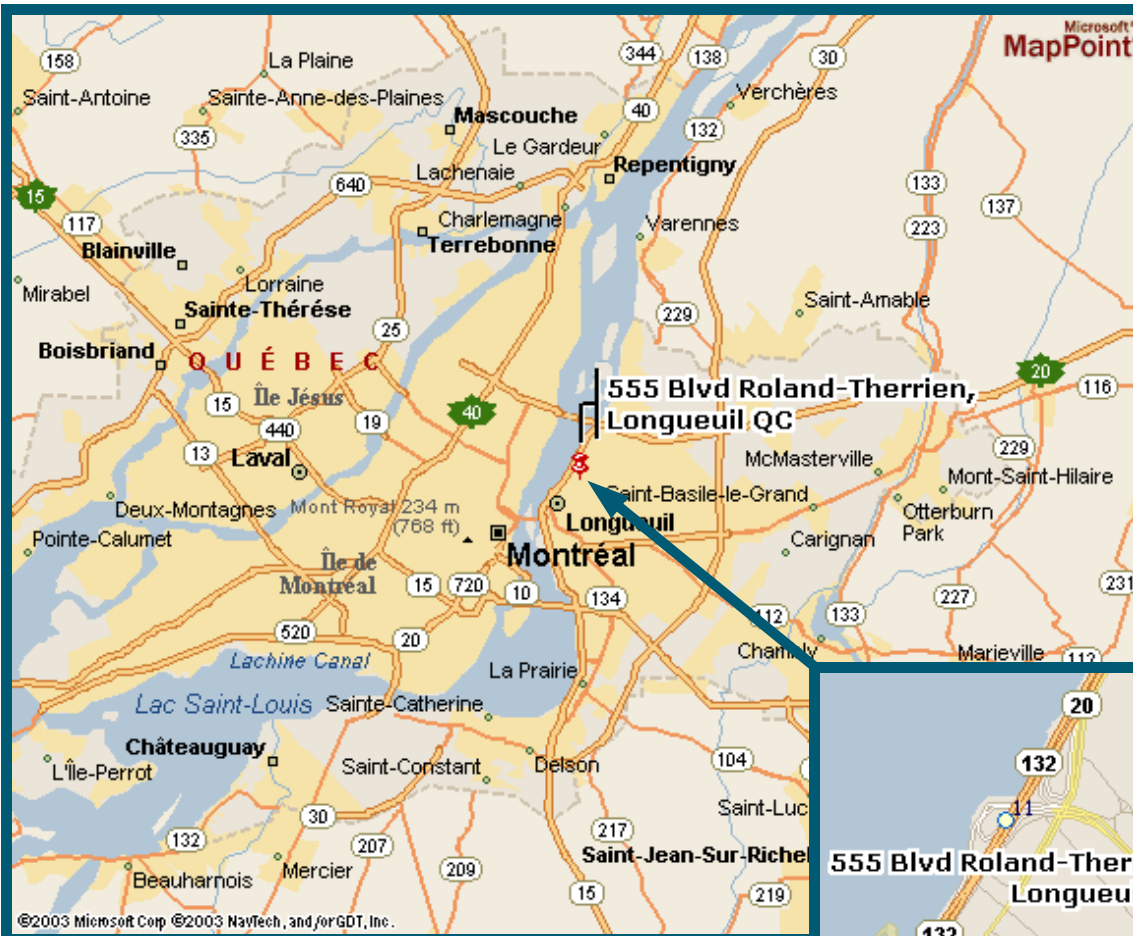 Microsoft®
MapPoint®
158
La Plaine
344
138
30
Saint-Antoine
Sainte-Anne-des-Plaines
Verchères
Mascouche
40
335
132
Le Gardeur
Lachenaie
Repentigny
15
640
133
117
137
Charlemagne
Varennes
223
Terrebonne
Blainville
Mirabel
Lorraine
Saint-Amable
Sainte-Thérése
229
25
Boisbriand
QUÉBEC
20
116
Île Jésus
555 Blvd Roland-Therrien,
Longueuil QC
15
40
19
440
229
13
Laval
McMasterville
Mont-Saint-Hilaire
Saint-Basile-le-Grand
Deux-Montagnes
Mont Royal 234 m
(768 ft)
Otterburn
Park
Longueuil
Pointe-Calumet
Montréal
Carignan
Île de
Montréal
15
720
10
134
227
231
112
133
520
20
Chambly
Marieville
112
Lachine Canal
La Prairie
Lac Saint-Louis
Sainte-Catherine
20
Châteauguay
132
L'Île-Perrot
Saint-Constant
Delson
104
11
Saint-Luc
30
217
132
207
Saint-Jean-Sur-Richel
555 Blvd Roland-Ther
Longueu
Beauharnois
Mercier
209
15
219
132
©2003 Microsoft Corp ©2003 NavTech, and/or GDT, Inc.